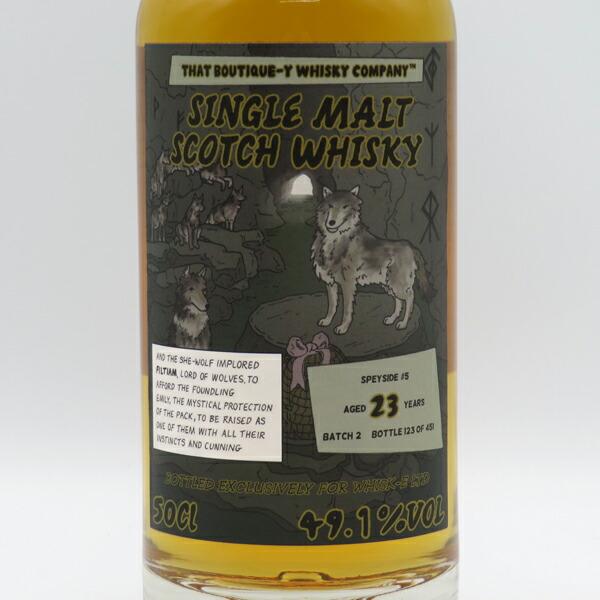 THAT BOUTIQUE-Y WHISKY COMPANY™
SINGLE MALT
SCOTCH WHISKY
AND THE SHE-WOLF IMPLORED
FILTIAM, LORD OF WOLVES, TO
AFFORD THE FOUNDLING
EMILY, THE MYSTICAL PROTECTION
OF THE PACK, TO BE RAISED AS
ONE OF THEM WITH ALL THEIR
INSTINCTS AND CUNNING
SPEYSIDE #5
AGED 23 YEARS
BATCH 2 BOTTLE 123 OF 451
BOTTLED EXCLUSIVELY FOR WHISK-E LTD
50CL 49.1%VOL